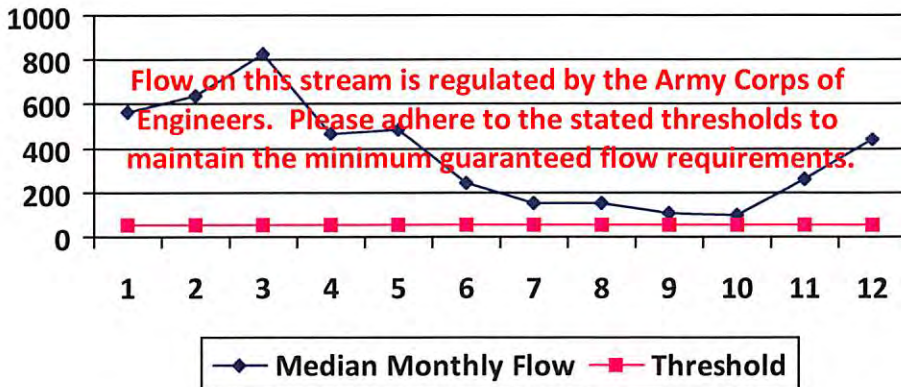 1000
800
600
400
200
0
Flow on this stream is regulated by the Army Corps of
Engineers. Please adhere to the stated thresholds to
maintain the minimum guaranteed flow requirements.
1 2 3 4 5 6 7 8 9 10 11 12
Median Monthly Flow Threshold